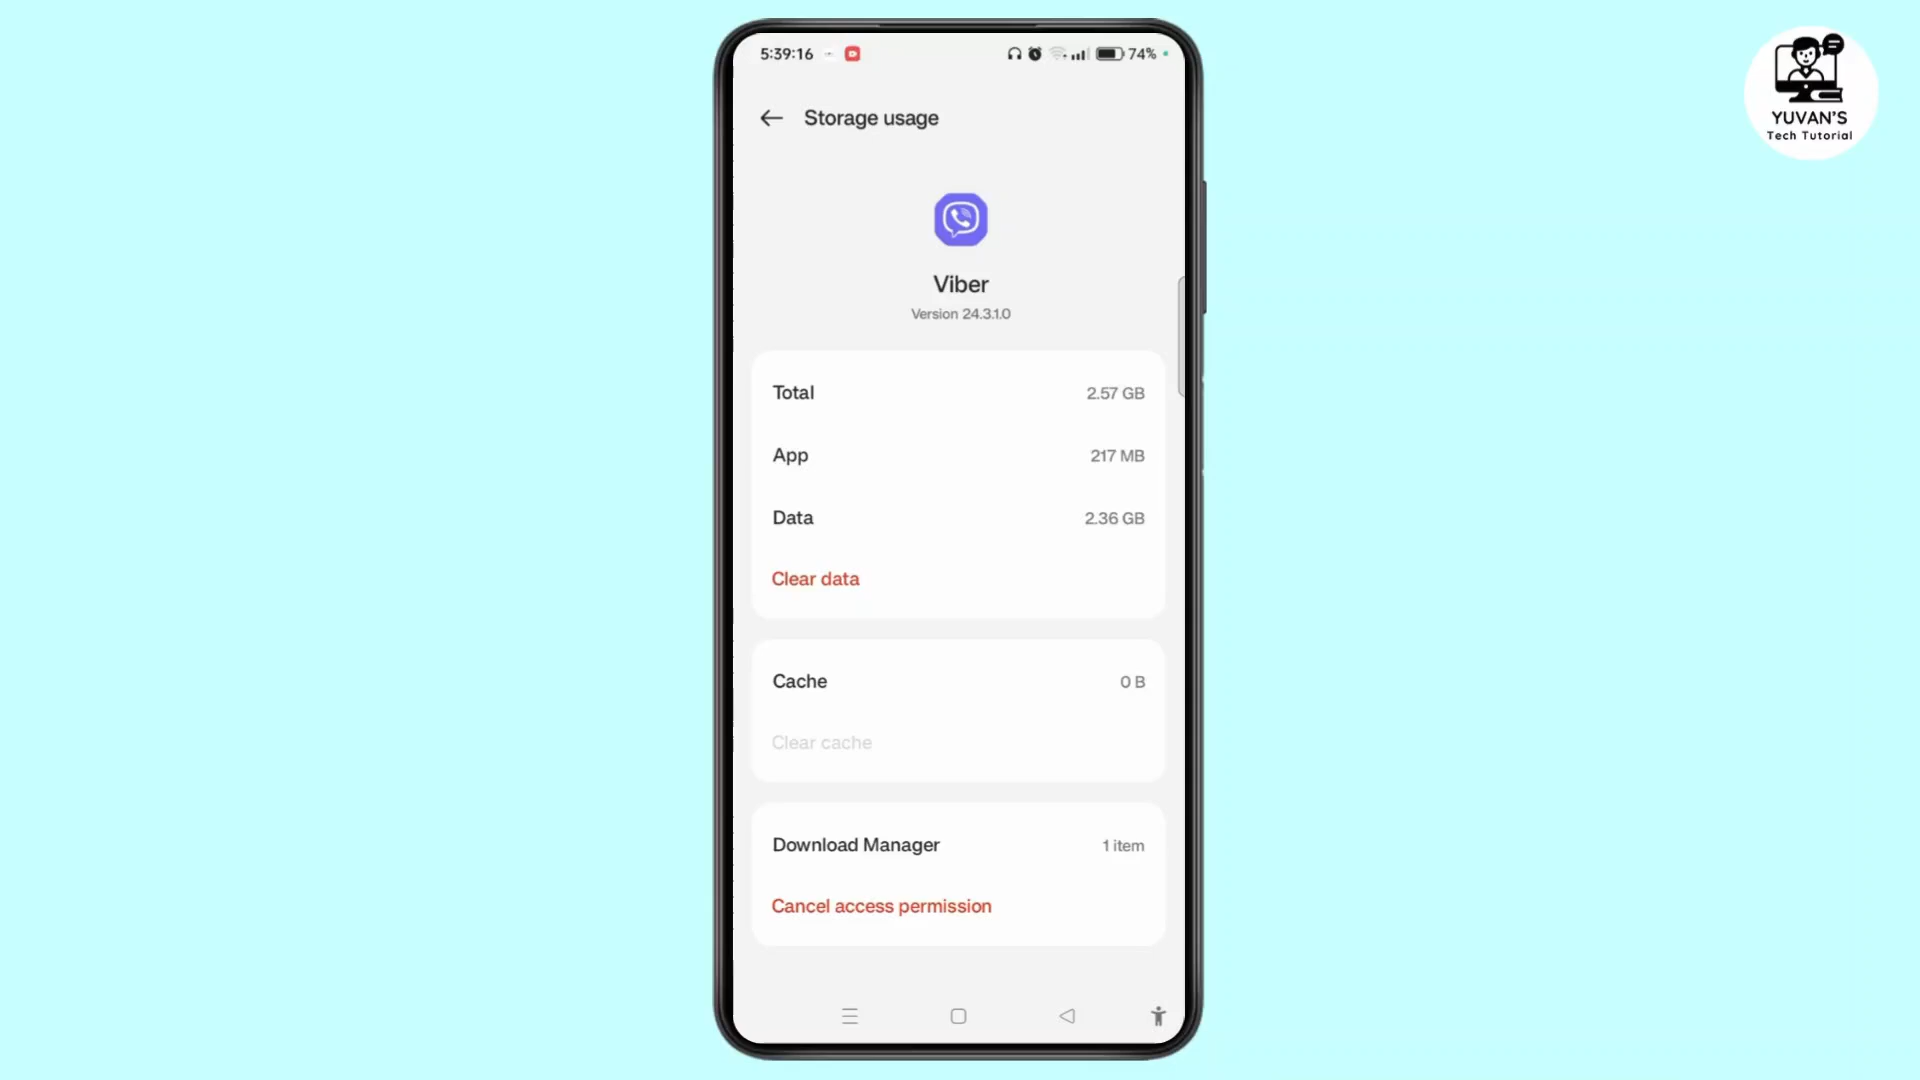 5:39:16
74%
YUVAN'S
Tech Tutorial
Storage usage
Viber
Version 24.3.1.0
Total 2.57 GB
App 217 MB
Data 2.36 GB
Clear data
Cache 0 B
Clear cache
Download Manager 1 item
Cancel access permission